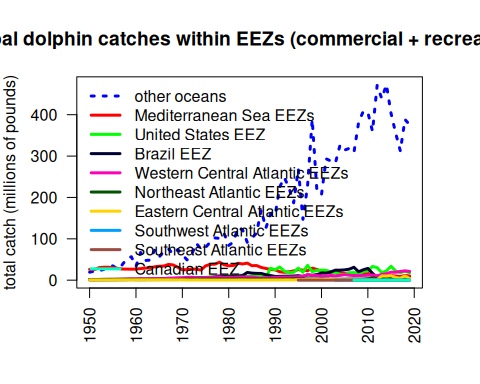 bal dolphin catches within EEZs (commercial + recrea
total catch (millions of pounds)
400
300
200
100
0
other oceans
Mediterranean Sea EEZs
United States EEZ
Brazil EEZ
Western Central Atlantic EEZs
Northeast Atlantic EEZs
Eastern Central Atlantic EEZs
Southwest Atlantic EEZs
Southeast Atlantic EEZs
Canadian EEZ
1950
1960
1970
1980
1990
2000
2010
2020